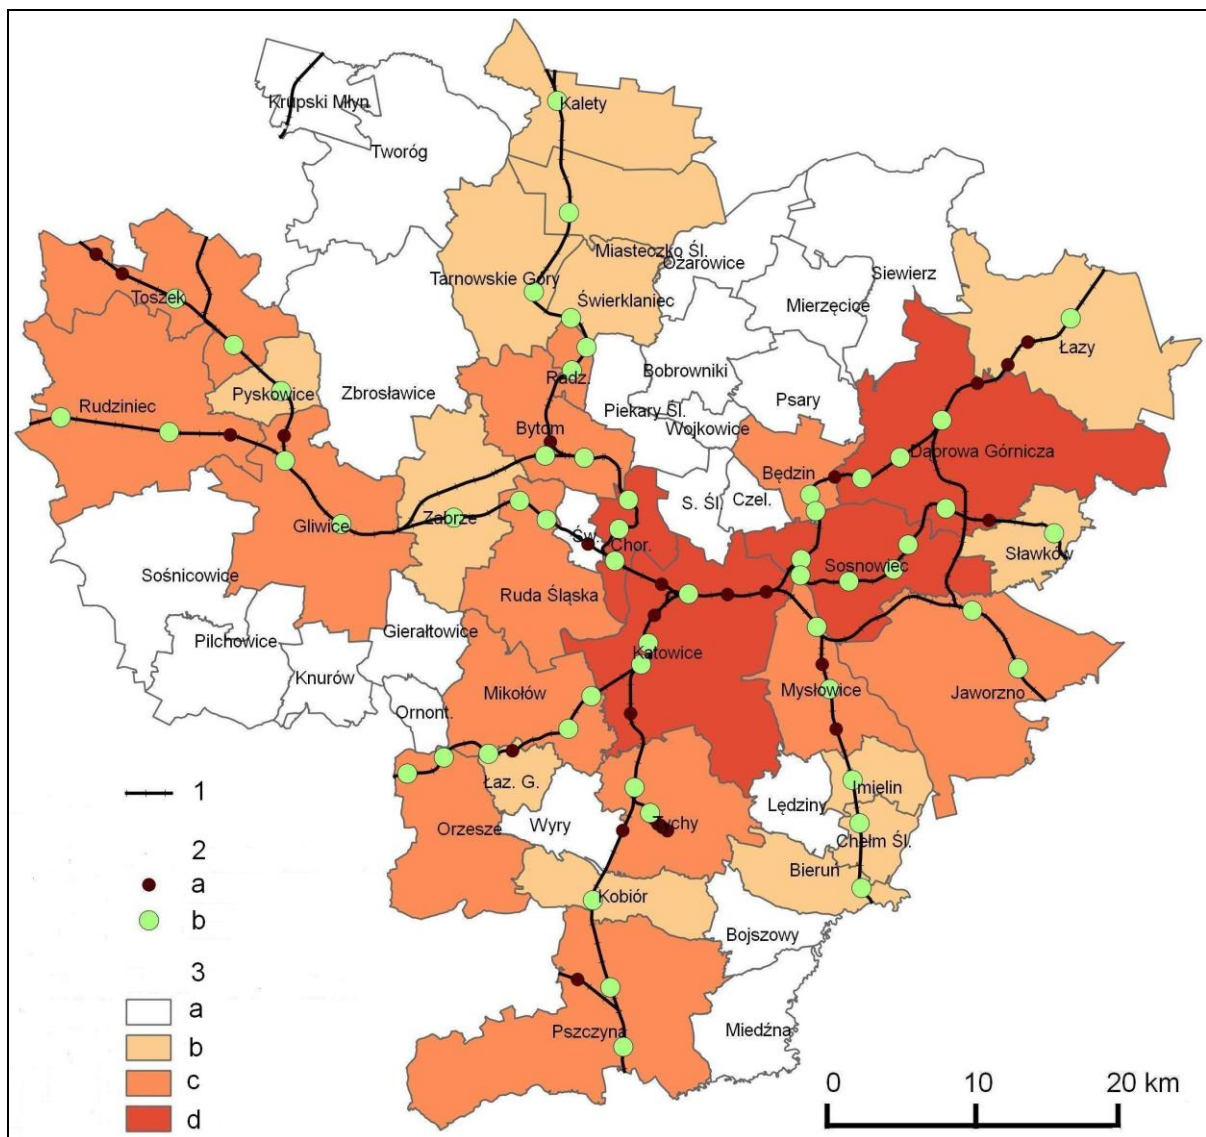 Krupski Młyn
Kalety
Tworóg
Miasteczko Śl.
Ożarowice
Siewierz
Tarnowskie Góry
Świerklaniec
Mierzęcice
Toszek
Łazy
Bobrowniki
Radz.
Zbrosławice
Pyskowice
Psary
Rudziniec
Piekary Śl.
Wojkowice
Bytom
Dąbrowa Górnicza
Będzin
S. Śl.
Czel.
Gliwice
Zabrze
Św.
Chor.
Sławków
Sosnowiec
Sośnicowice
Ruda Śląska
Gierałtowice
Pilchowice
Katowice
Knurów
Mikołów
Mysłowice
Jaworzno
Ornont.
Łaz. G.
Imielin
1
Lędziny
Orzesze
Wyry
Tychy
Chełm Śl.
2
Bieruń
a
Kobiór
b
Bojszowy
3
a
Pszczyna
Miedźna
b
c
0 10 20 km
d